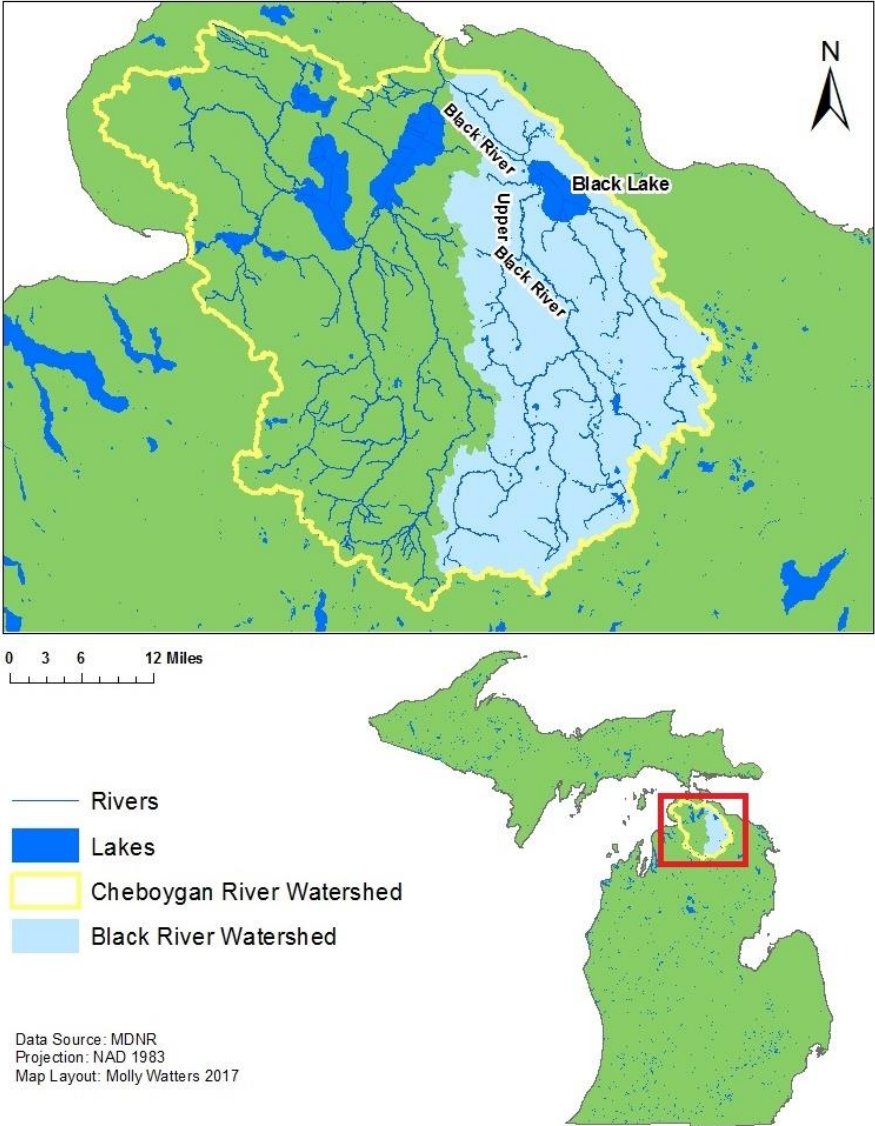 N
Black River
Black Lake
Upper
Black River
0 3 6 12 Miles
Rivers
Lakes
Cheboygan River Watershed
Black River Watershed
Data Source: MDNR
Projection: NAD 1983
Map Layout: Molly Watters 2017